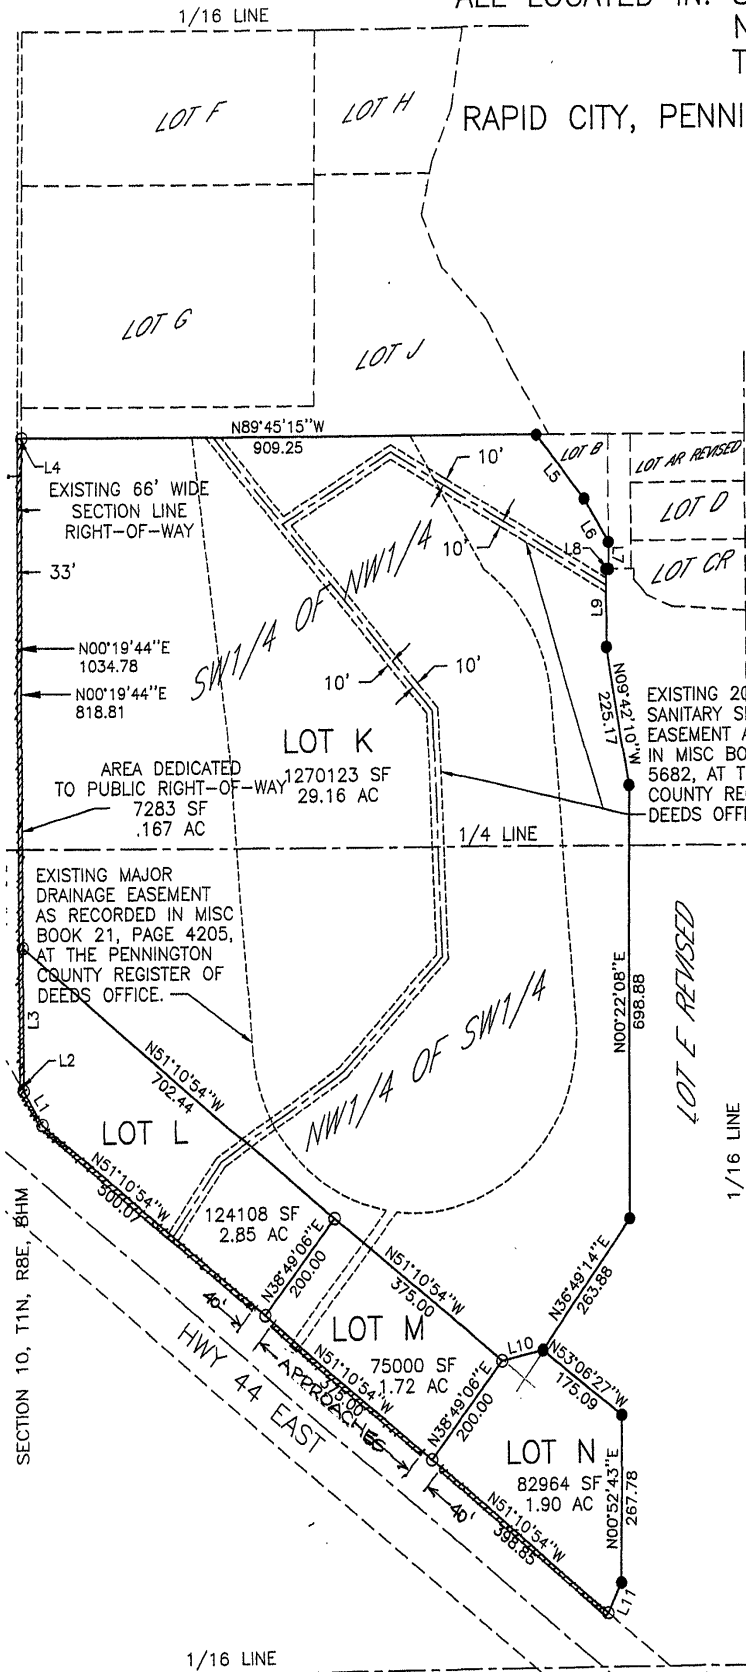 1/16 LINE
RAPID CITY, PENNI
LOT F
LOT H
LOT G
LOT J
N89°45'15"W
909.25
L4
EXISTING 66' WIDE
SECTION LINE
RIGHT-OF-WAY
33'
N00°19'44"E
1034.78
N00°19'44"E
818.81
10'
10'
L5
LOT B
LOT AR REVISED
L6
LOT D
L8
L7
LOT CR
L9
SW1/4 OF NW1/4
10'
10'
N09°42'10"W
225.17
EXISTING 20
SANITARY S
EASEMENT A
IN MISC BO
5682, AT T
COUNTY RE
DEEDS OFFI
LOT K
1270123 SF
29.16 AC
AREA DEDICATED
TO PUBLIC RIGHT-OF-WAY
7283 SF
.167 AC
1/4 LINE
EXISTING MAJOR
DRAINAGE EASEMENT
AS RECORDED IN MISC
BOOK 21, PAGE 4205,
AT THE PENNINGTON
COUNTY REGISTER OF
DEEDS OFFICE.
L3
L2
L1
N51°10'54"W
702.44
NW1/4 OF SW1/4
N00°22'08"E
698.88
LOT E REVISED
1/16 LINE
LOT L
N51°10'54"W
500.07
124108 SF
2.85 AC
N38°49'06"E
200.00
N51°10'54"W
375.00
N36°49'14"E
263.88
SECTION 10, T1N, R8E, BHM
40'
HWY 44 EAST
APPROACHES
LOT M
75000 SF
1.72 AC
N51°10'54"W
375.00
N38°49'06"E
200.00
L10
N53°06'27"W
175.09
LOT N
82964 SF
1.90 AC
N00°52'43"E
267.78
40'
N51°10'54"W
398.85
L11
1/16 LINE